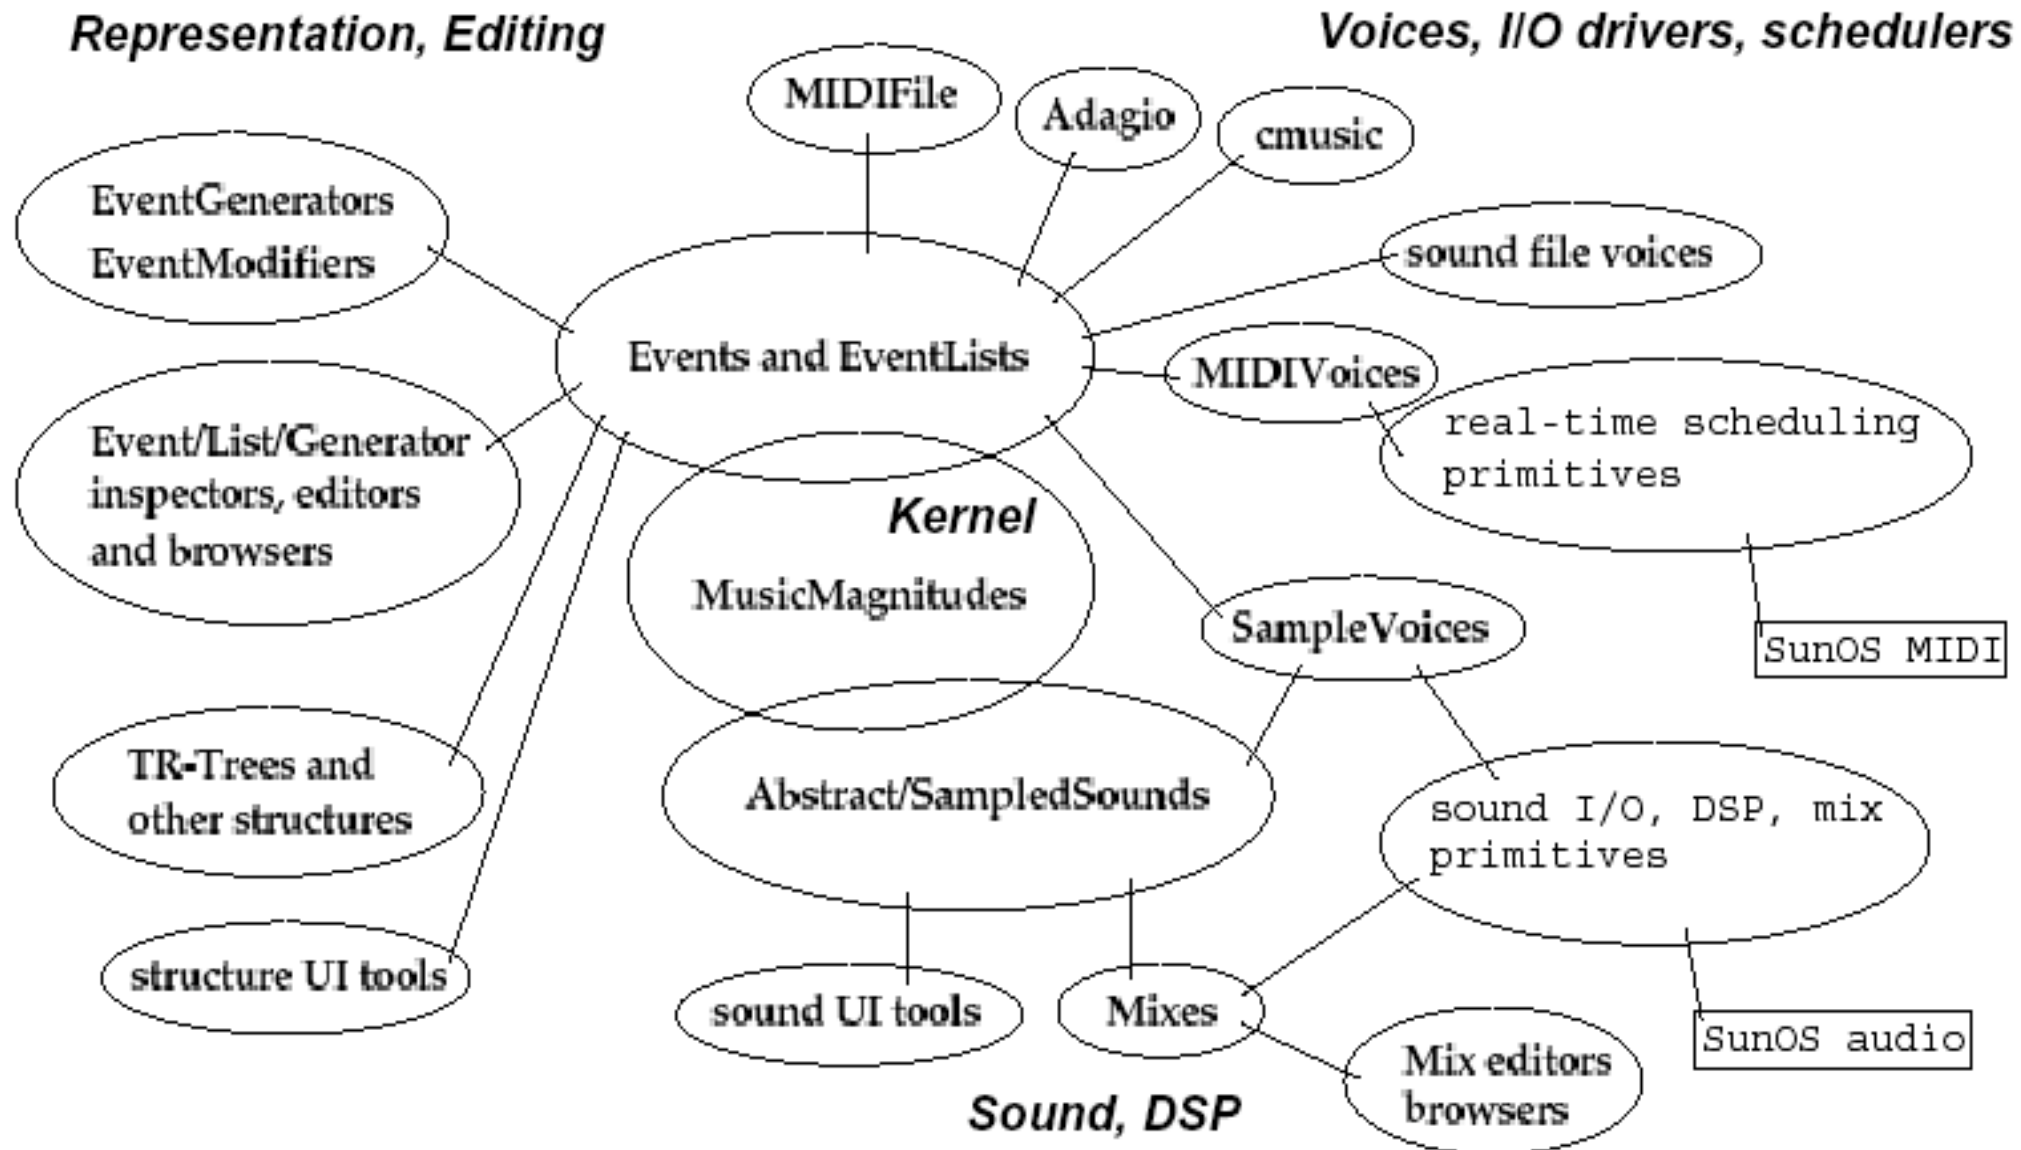 Representation, Editing
Voices, I/O drivers, schedulers
MIDIFile
Adagio
cmusic
EventGenerators
EventModifiers
sound file voices
Events and EventLists
MIDIVoices
real-time scheduling
primitives
Event/List/Generator
inspectors, editors
and browsers
Kernel
MusicMagnitudes
SampleVoices
SunOS MIDI
TR-Trees and
other structures
Abstract/SampledSounds
sound I/O, DSP, mix
primitives
structure UI tools
sound UI tools
Mixes
SunOS audio
Mix editors
browsers
Sound, DSP